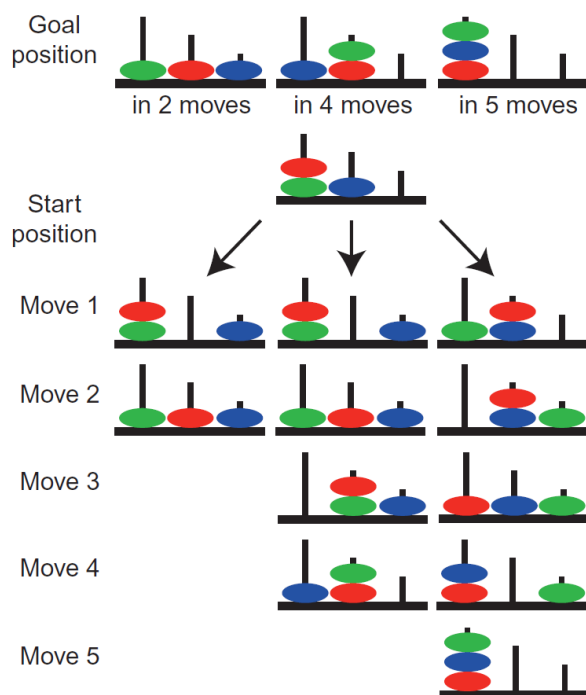 Goal
position
in 2 moves
in 4 moves
in 5 moves
Start
position
Move 1
Move 2
Move 3
Move 4
Move 5